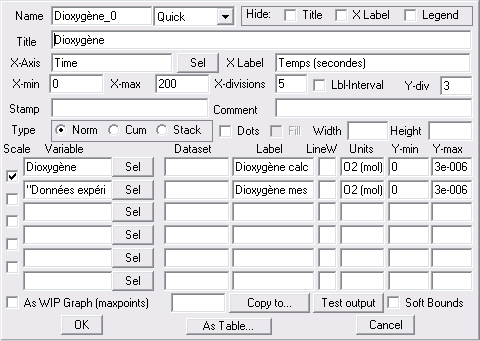 Name Dioxygène_0 Quick Hide: Title X Label Legend
Title Dioxygène
X-Axis Time Sel X Label Temps (secondes)
X-min 0 X-max 200 X-divisions 5 Lbl-Interval Y-div 3
Stamp Comment
Type Norm Cum Stack Dots Fill Width Height
Scale Variable Dataset Label LineW Units Y-min Y-max
Dioxygène Sel Dioxygène calc O2 (mol) 0 3e-006
"Données expéri Sel Dioxygène mes O2 (mol) 0 3e-006
Sel
Sel
Sel
Sel
As WIP Graph (maxpoints) Copy to... Test output Soft Bounds
OK As Table... Cancel